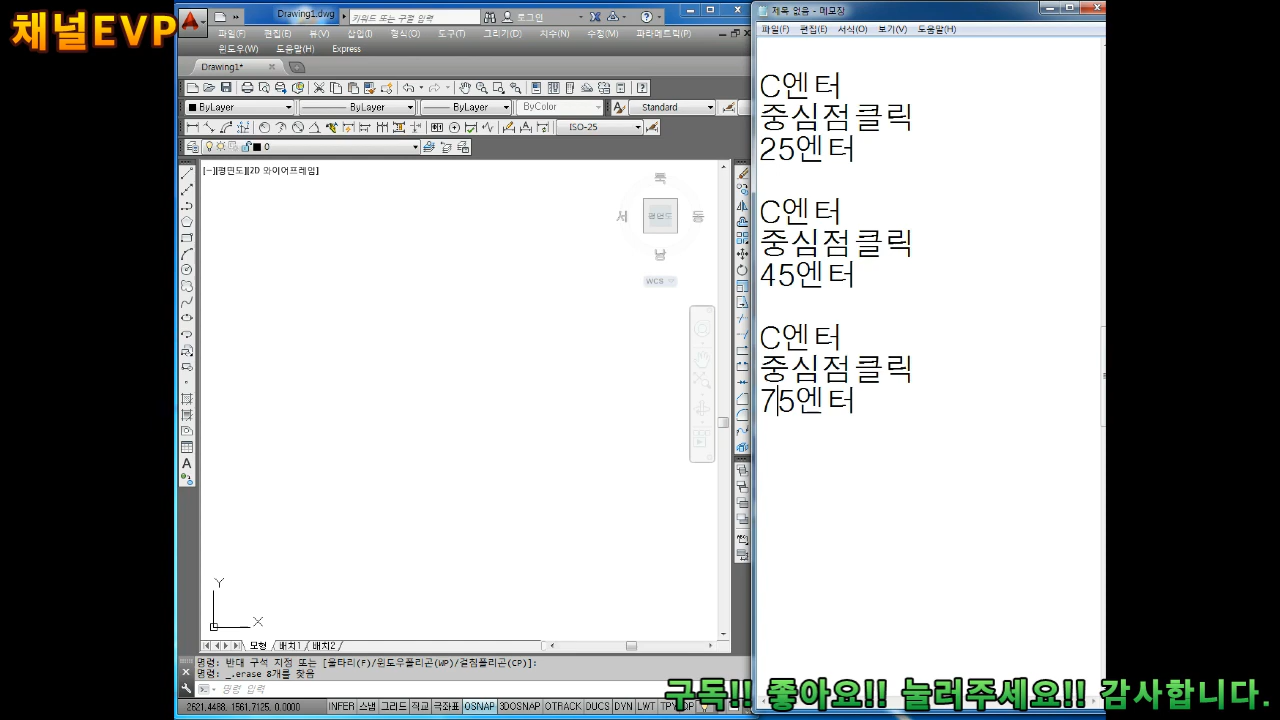 채널EVP
Drawing1.dwg
키워드 또는 구절 입력
로그인
파일(F) 편집(E) 뷰(V) 삽입(I) 형식(O) 도구(T) 그리기(D) 치수(N) 수정(M) 파라메트릭(P)
윈도우(W) 도움말(H) Express
Drawing1*
ByLayer ByLayer ByLayer ByColor Standard
ISO-25
0
[-][평면도][2D 와이어프레임]
북
서 평면도 동
남
WCS
Y
X
모형 배치1 배치2
명령: 반대 구석 지정 또는 [울타리(F)/윈도우폴리곤(WP)/걸침폴리곤(CP)]:
명령: _.erase 8개를 찾음
명령 입력
INFER 스냅 그리드 직교 극좌표 OSNAP 3DOSNAP OTRACK DUCS DYN
제목 없음 - 메모장
파일(F) 편집(E) 서식(O) 보기(V) 도움말(H)
C엔터
중심점클릭
25엔터
C엔터
중심점클릭
45엔터
C엔터
중심점클릭
75엔터
구독!! 좋아요!! 눌러주세요!! 감사합니다.